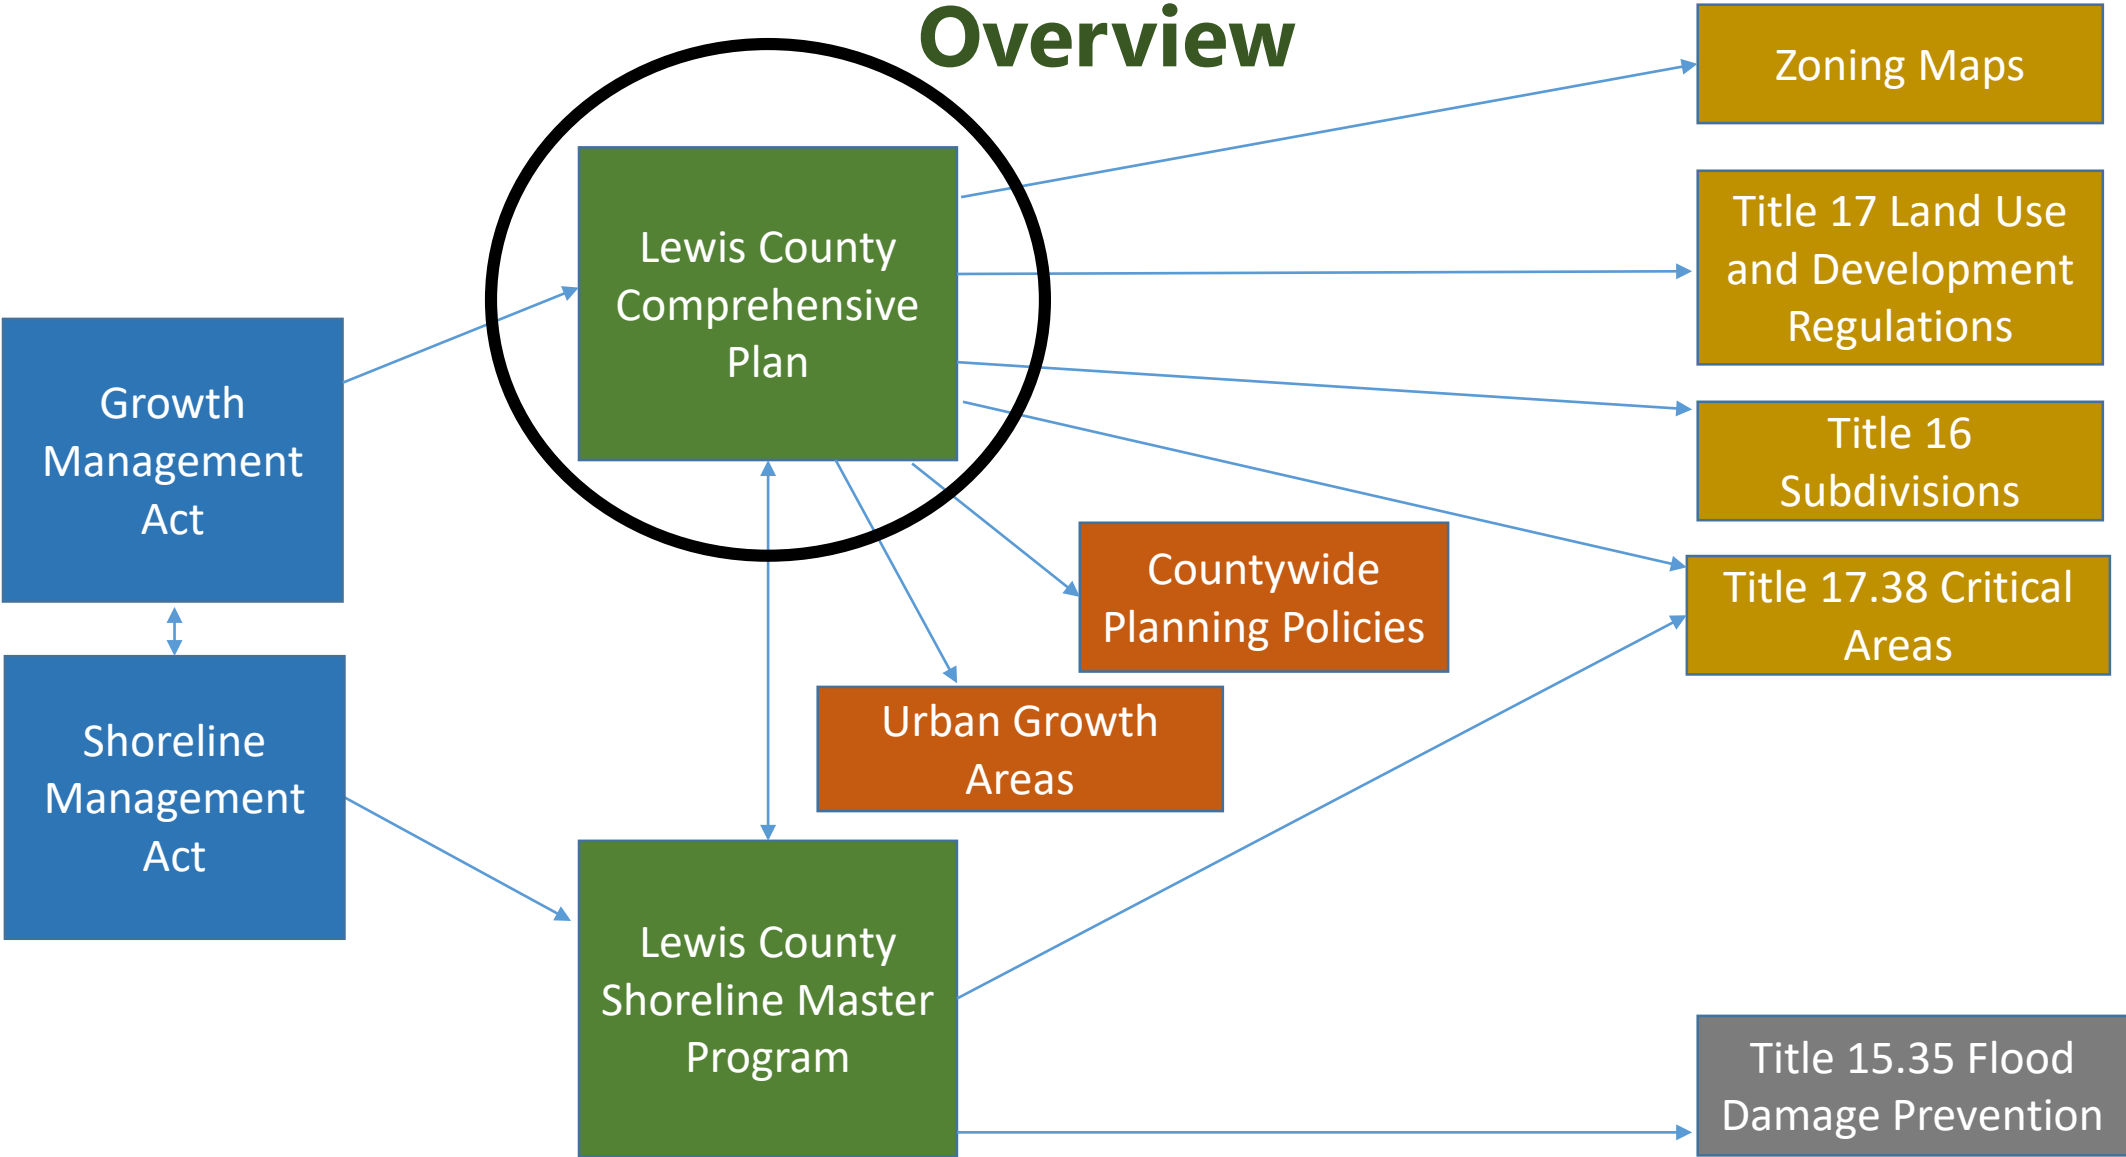 Overview
Zoning Maps
Title 17 Land Use
and Development
Regulations
Lewis County
Comprehensive
Plan
Growth
Management
Act
Title 16
Subdivisions
Countywide
Planning Policies
Title 17.38 Critical
Areas
Urban Growth
Areas
Shoreline
Management
Act
Lewis County
Shoreline Master
Program
Title 15.35 Flood
Damage Prevention